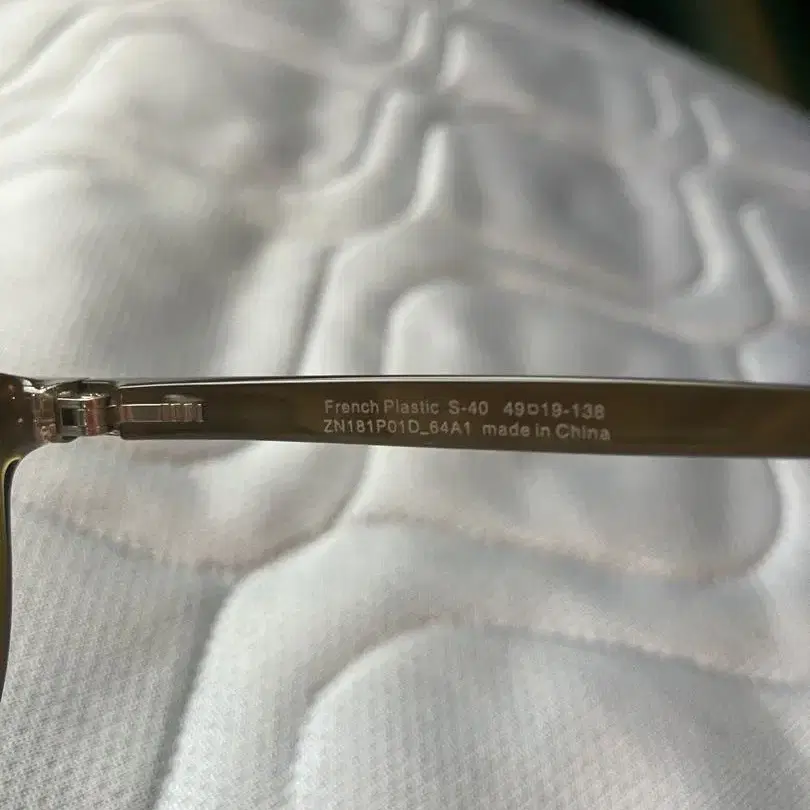 French Plastic S-40 49□19-138
ZN181P01D_64A1 made in China